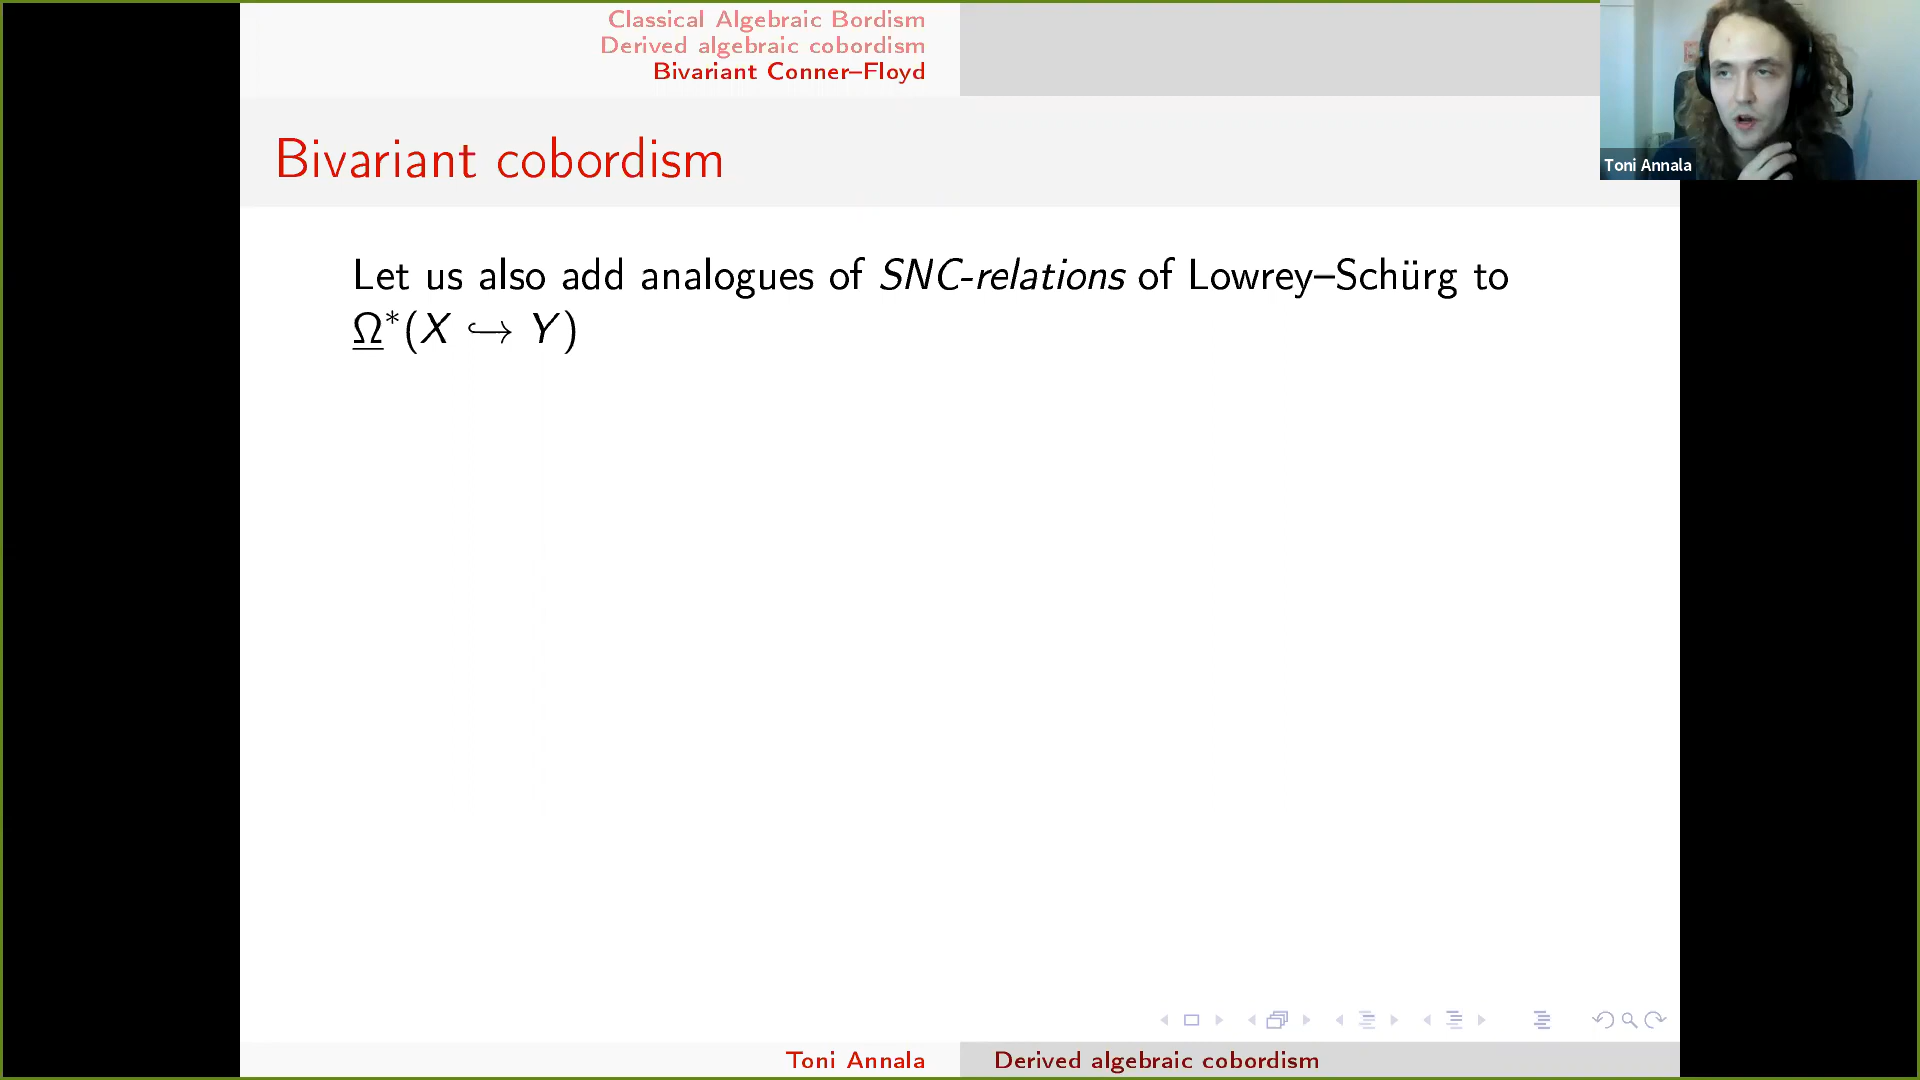 Classical Algebraic Bordism
Derived algebraic cobordism
Bivariant Conner–Floyd
Toni Annala
Bivariant cobordism
Let us also add analogues of SNC-relations of Lowrey–Schürg to
Ω*(X ↪ Y)
Toni Annala
Derived algebraic cobordism